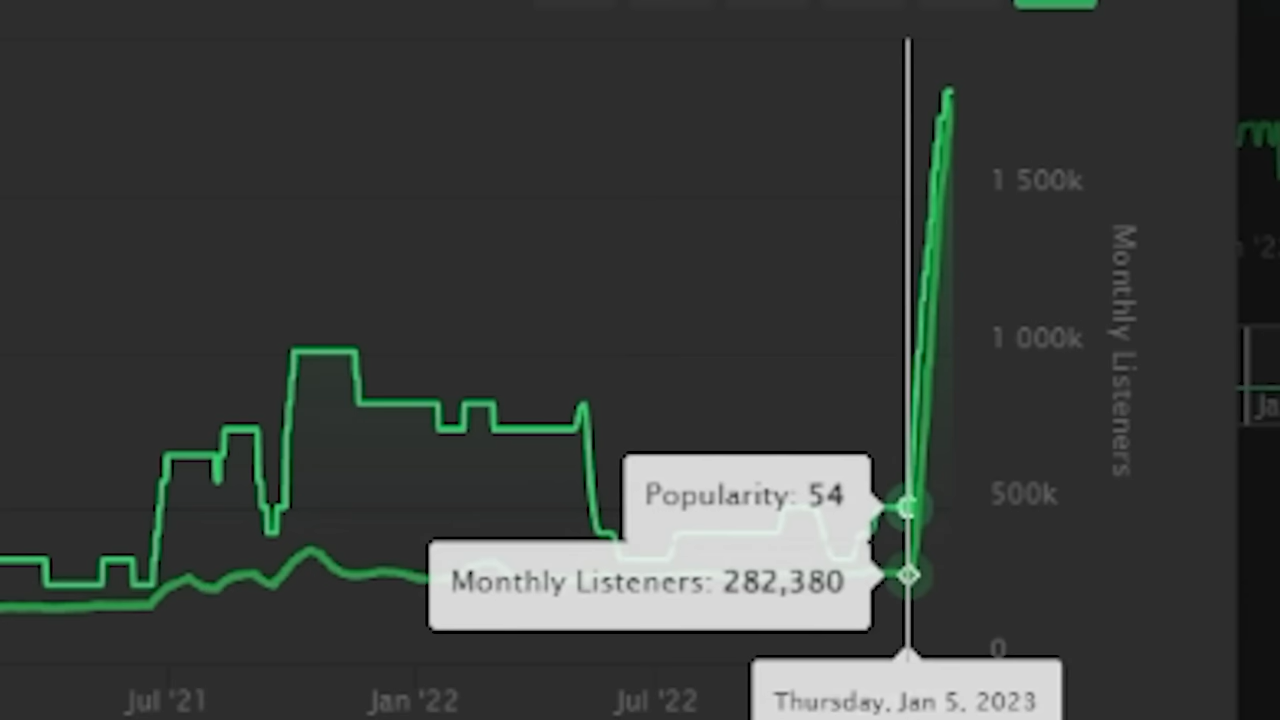 1 500k
1 000k
500k
0
Monthly Listeners
Popularity: 54
Monthly Listeners: 282,380
Jul '21
Jan '22
Jul '22
Thursday, Jan 5, 2023
Ja